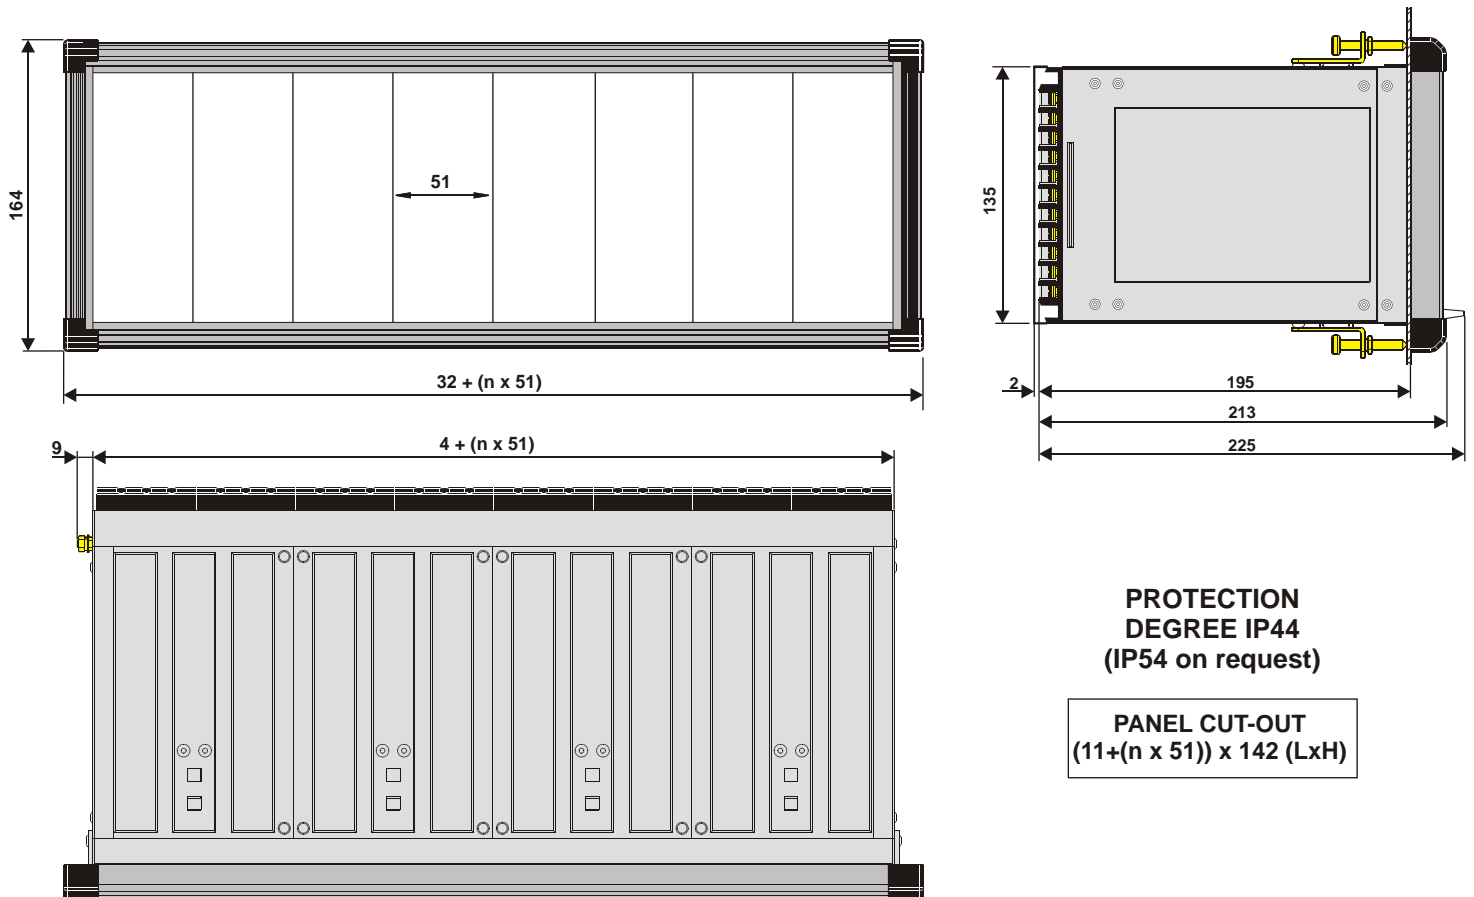 164
51
32 + (n x 51)
135
2
195
213
225
9
4 + (n x 51)
PROTECTION
DEGREE IP44
(IP54 on request)
PANEL CUT-OUT
(11+(n x 51)) x 142 (LxH)